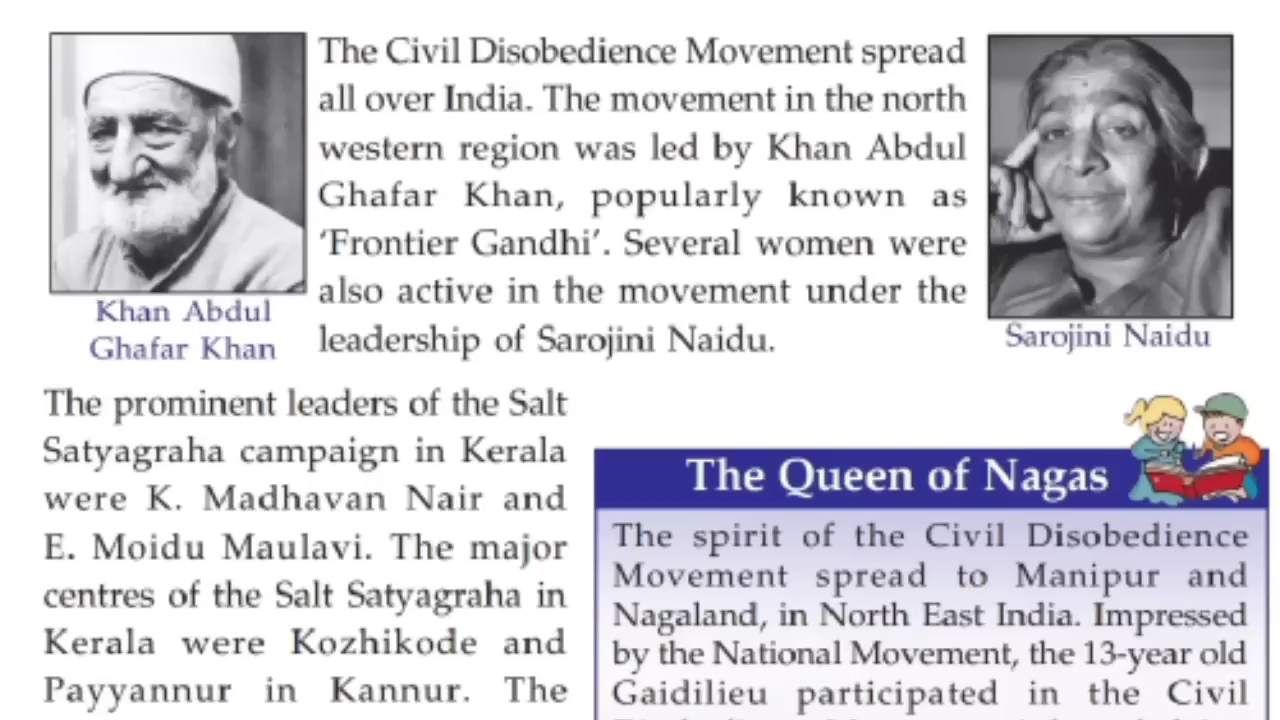 The Civil Disobedience Movement spread
all over India. The movement in the north
western region was led by Khan Abdul
Ghafar Khan, popularly known as
‘Frontier Gandhi’. Several women were
also active in the movement under the
leadership of Sarojini Naidu.
Khan Abdul
Ghafar Khan
Sarojini Naidu
The prominent leaders of the Salt
Satyagraha campaign in Kerala
were K. Madhavan Nair and
E. Moidu Maulavi. The major
centres of the Salt Satyagraha in
Kerala were Kozhikode and
Payyannur in Kannur. The
The Queen of Nagas
The spirit of the Civil Disobedience
Movement spread to Manipur and
Nagaland, in North East India. Impressed
by the National Movement, the 13-year old
Gaidilieu participated in the Civil